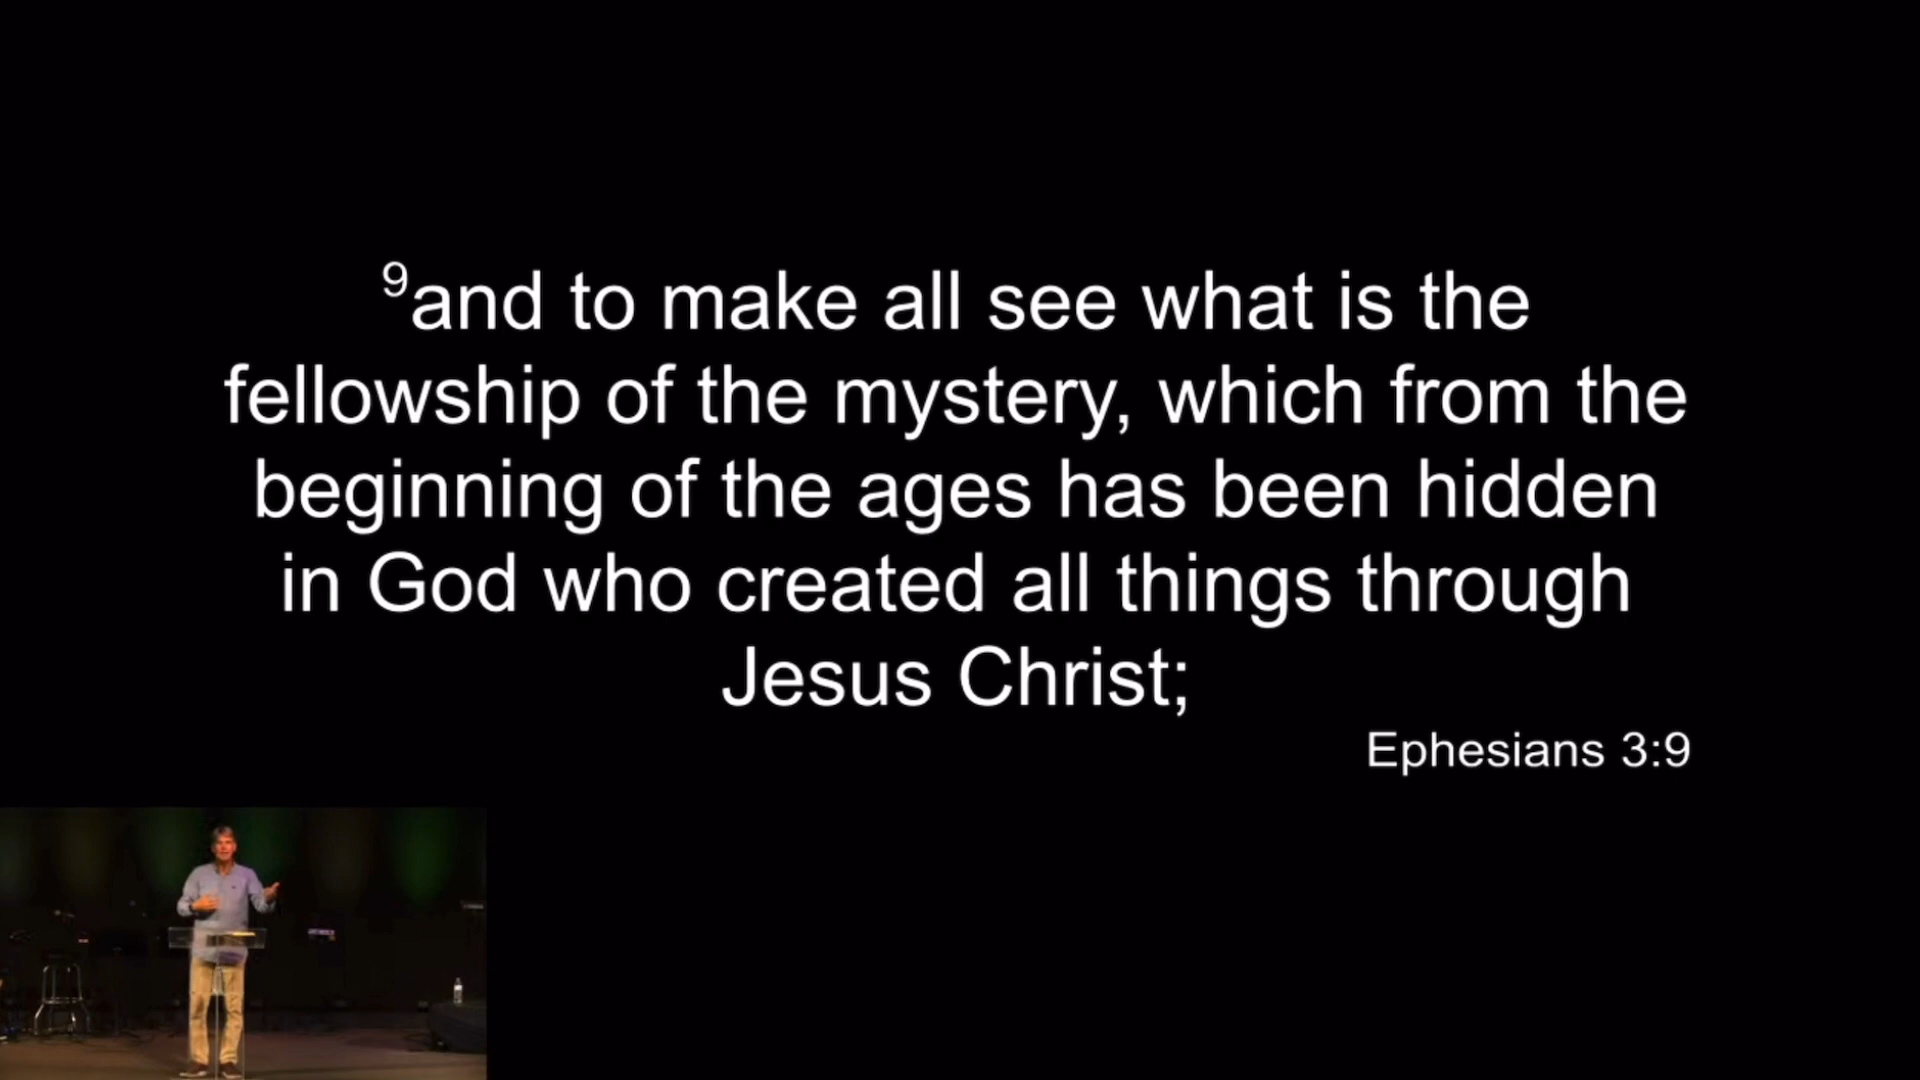 9and to make all see what is the
fellowship of the mystery, which from the
beginning of the ages has been hidden
in God who created all things through
Jesus Christ;
Ephesians 3:9